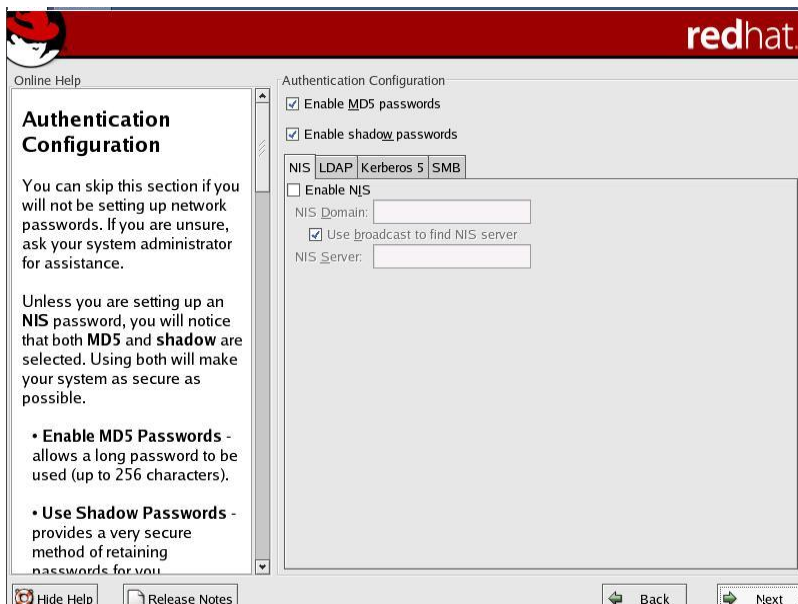 redhat.
Online Help
Authentication
Configuration
You can skip this section if you
will not be setting up network
passwords. If you are unsure,
ask your system administrator
for assistance.
Unless you are setting up an
NIS password, you will notice
that both MD5 and shadow are
selected. Using both will make
your system as secure as
possible.
• Enable MD5 Passwords -
allows a long password to be
used (up to 256 characters).
• Use Shadow Passwords -
provides a very secure
method of retaining
passwords for you
Authentication Configuration
Enable MD5 passwords
Enable shadow passwords
NIS LDAP Kerberos 5 SMB
Enable NIS
NIS Domain:
Use broadcast to find NIS server
NIS Server:
Hide Help Release Notes Back Next